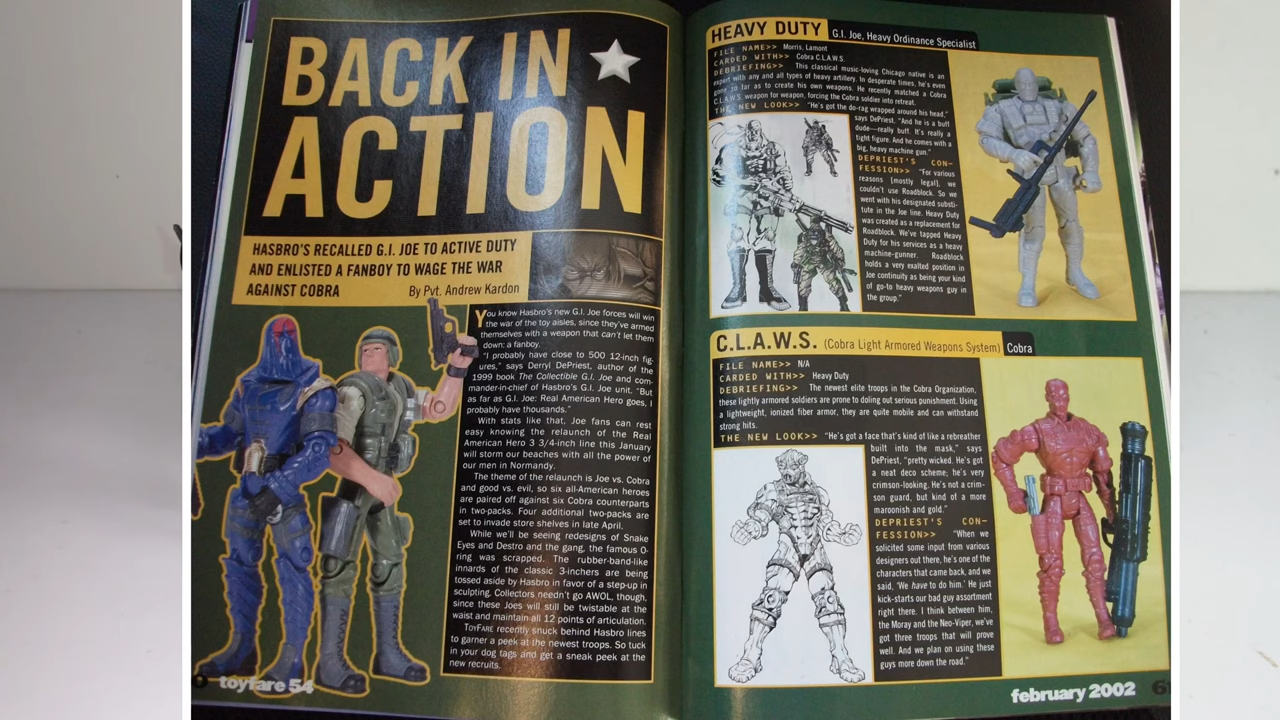 BACK IN
ACTION
HASBRO'S RECALLED G.I. JOE TO ACTIVE DUTY
AND ENLISTED A FANBOY TO WAGE THE WAR
AGAINST COBRA
By Pvt. Andrew Kardon
You know Hasbro's new G.I. Joe forces will win
the war of the toy aisles, since they've armed
themselves with a weapon that can't let them
down: a fanboy.
"I probably have close to 500 12-inch fig-
ures," says Derryl DePriest, author of the
1999 book The Collectible G.I. Joe and com-
mander-in-chief of Hasbro's G.I. Joe unit. "But
as far as G.I. Joe: Real American Hero goes, I
probably have thousands."
With stats like that, Joe fans can rest
easy knowing the relaunch of the Real
American Hero 3 3/4-inch line this January
will storm our beaches with all the power of
our men in Normandy.
The theme of the relaunch is Joe vs. Cobra
and good vs. evil, so six all-American heroes
are paired off against six Cobra counterparts
in two-packs. Four additional two-packs are
set to invade store shelves in late April.
While we'll be seeing redesigns of Snake
Eyes and Destro and the gang, the famous O-
ring was scrapped. The rubber-band-like
innards of the classic 3-inchers are being
tossed aside by Hasbro in favor of a step-up in
sculpting. Collectors needn't go AWOL, though,
since these Joes will still be twistable at the
waist and maintain all 12 points of articulation.
TOYFARE recently snuck behind Hasbro lines
to garner a peek at the newest troops. So tuck
in your dog tags and get a sneak peek at the
new recruits.
toyfare 54
HEAVY DUTY G.I. Joe, Heavy Ordinance Specialist
FILE NAME>> Morris, Lamont
CARDED WITH>> Cobra C.L.A.W.S.
DEBRIEFING>> This classical music-loving Chicago native is an
expert with any and all types of heavy artillery. In desperate times, he's even
gone so far as to create his own weapons. He recently matched a Cobra
C.L.A.W.S. weapon for weapon, forcing the Cobra soldier into retreat.
THE NEW LOOK>> "He's got the do-rag wrapped around his head,"
says DePriest. "And he is a buff
dude—really buff. It's really a
tight figure. And he comes with a
big, heavy machine gun."
DEPRIEST'S CON-
FESSION>> "For various
reasons [mostly legal], we
couldn't use Roadblock. So we
went with his designated substi-
tute in the Joe line. Heavy Duty
was created as a replacement for
Roadblock. We've tapped Heavy
Duty for his services as a heavy
machine-gunner. Roadblock
holds a very exalted position in
Joe continuity as being your kind
of go-to heavy weapons guy in
the group."
C.L.A.W.S. (Cobra Light Armored Weapons System) Cobra
FILE NAME>> N/A
CARDED WITH>> Heavy Duty
DEBRIEFING>> The newest elite troops in the Cobra Organization,
these lightly armored soldiers are prone to doling out serious punishment. Using
a lightweight, ionized fiber armor, they are quite mobile and can withstand
strong hits.
THE NEW LOOK>> "He's got a face that's kind of like a rebreather
built into the mask," says
DePriest, "pretty wicked. He's got
a neat deco scheme; he's very
crimson-looking. He's not a crim-
son guard, but kind of a more
maroonish and gold."
DEPRIEST'S CON-
FESSION>> "When we
solicited some input from various
designers out there, he's one of the
characters that came back, and we
said, 'We have to do him.' He just
kick-starts our bad guy assortment
right there. I think between him,
the Moray and the Neo-Viper, we've
got three troops that will prove
well. And we plan on using these
guys more down the road."
february 2002